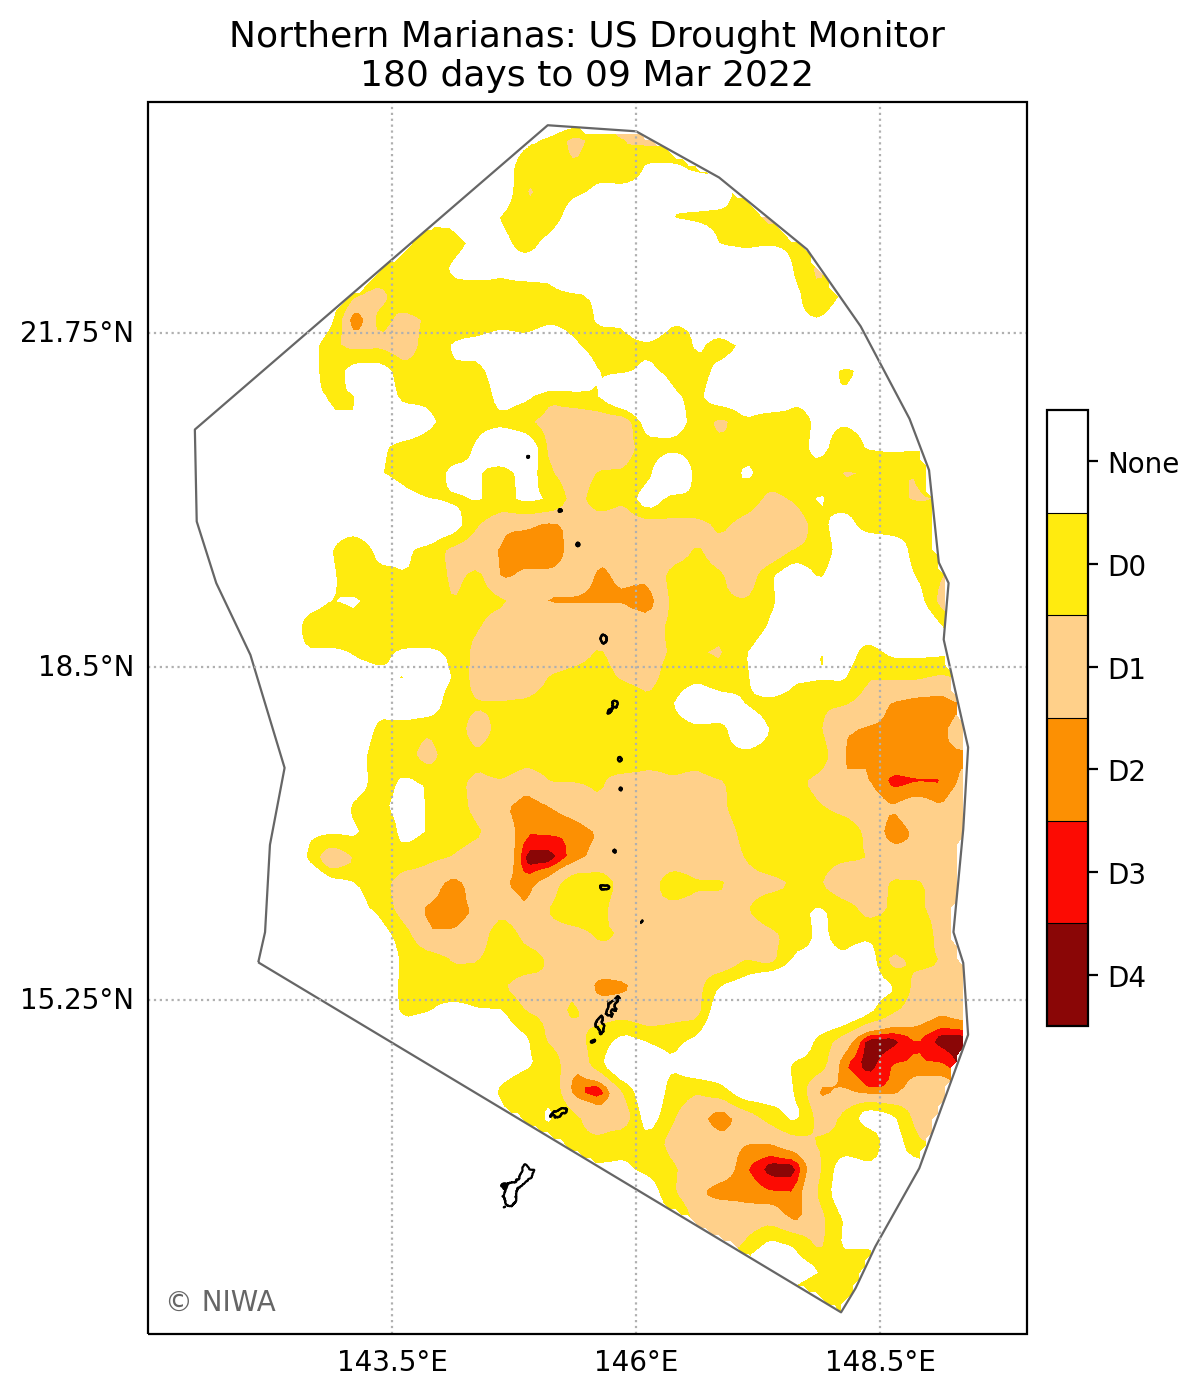 Northern Marianas: US Drought Monitor
180 days to 09 Mar 2022
21.75°N
18.5°N
15.25°N
143.5°E
146°E
148.5°E
None
D0
D1
D2
D3
D4
© NIWA